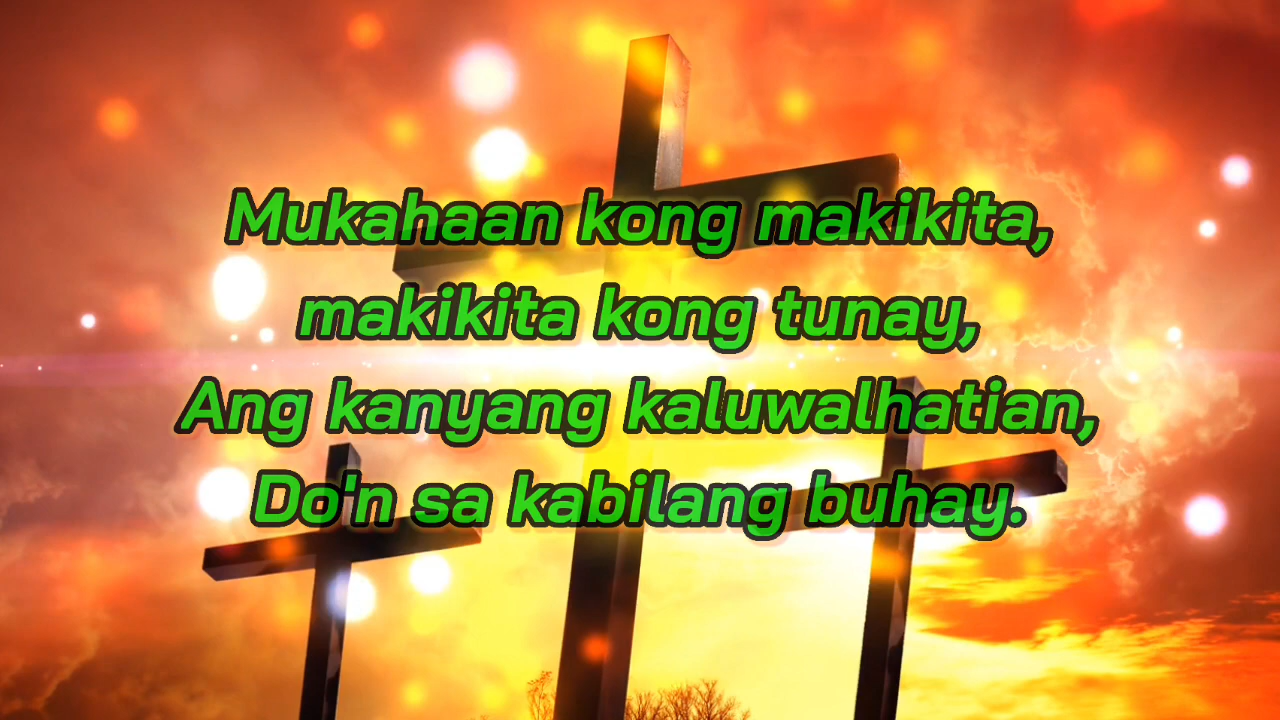 Mukahaan kong makikita,
makikita kong tunay,
Ang kanyang kaluwalhatian,
Do'n sa kabilang buhay.